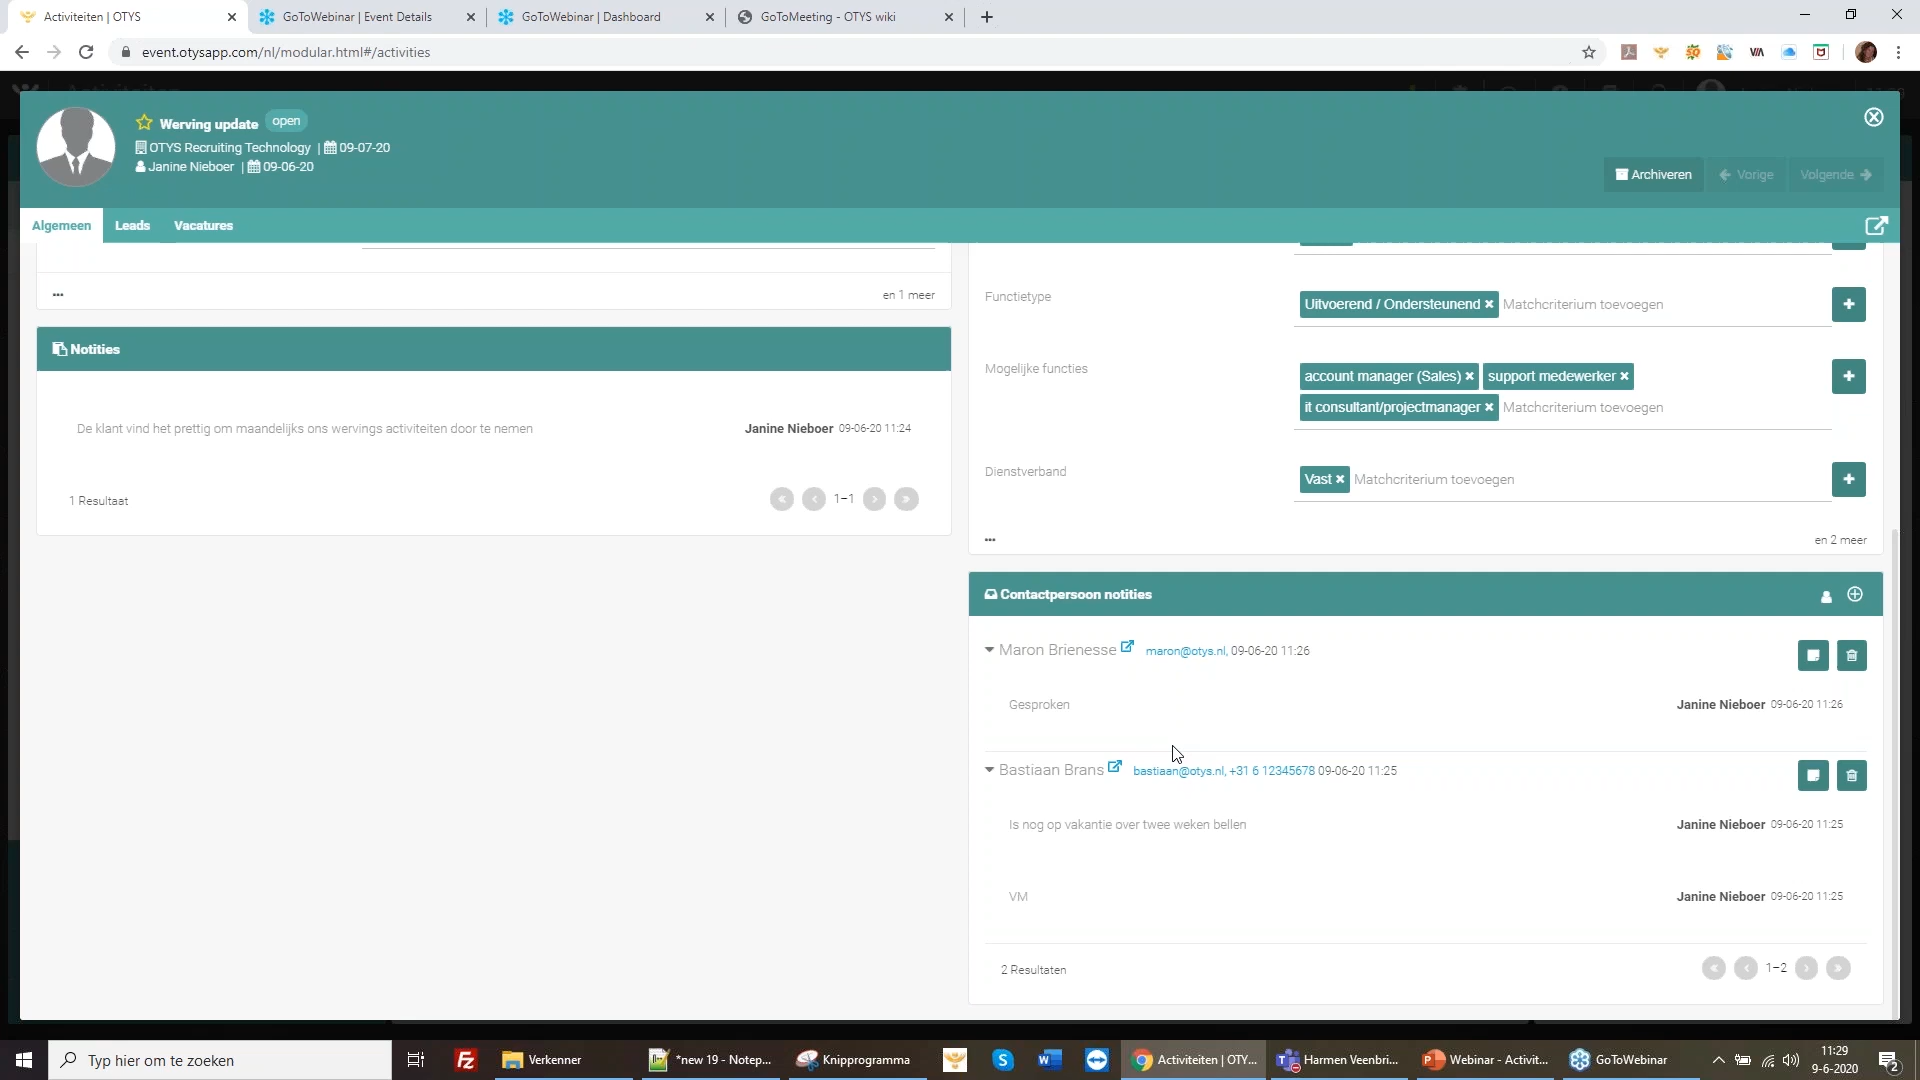 Activiteiten | OTYS
GoToWebinar | Event Details
GoToWebinar | Dashboard
GoToMeeting - OTYS wiki
event.otysapp.com/nl/modular.html#/activities
Werving update open
OTYS Recruiting Technology | 09-07-20
Janine Nieboer | 09-06-20
Archiveren
Vorige
Volgende
Algemeen
Leads
Vacatures
... en 1 meer
Notities
De klant vind het prettig om maandelijks ons wervings activiteiten door te nemen
Janine Nieboer 09-06-20 11:24
1 Resultaat
1–1
Functietype
Uitvoerend / Ondersteunend × Matchcriterium toevoegen
Mogelijke functies
account manager (Sales) × support medewerker ×
it consultant/projectmanager × Matchcriterium toevoegen
Dienstverband
Vast × Matchcriterium toevoegen
... en 2 meer
Contactpersoon notities
Maron Brienesse maron@otys.nl, 09-06-20 11:26
Gesproken
Janine Nieboer 09-06-20 11:26
Bastiaan Brans bastiaan@otys.nl, +31 6 12345678 09-06-20 11:25
Is nog op vakantie over twee weken bellen
Janine Nieboer 09-06-20 11:25
VM
Janine Nieboer 09-06-20 11:25
2 Resultaten
1–2
Typ hier om te zoeken
Verkenner
*new 19 - Notep...
Knipprogramma
Activiteiten | OTY...
Harmen Veenbri...
Webinar - Activit...
GoToWebinar
11:29
9-6-2020
2